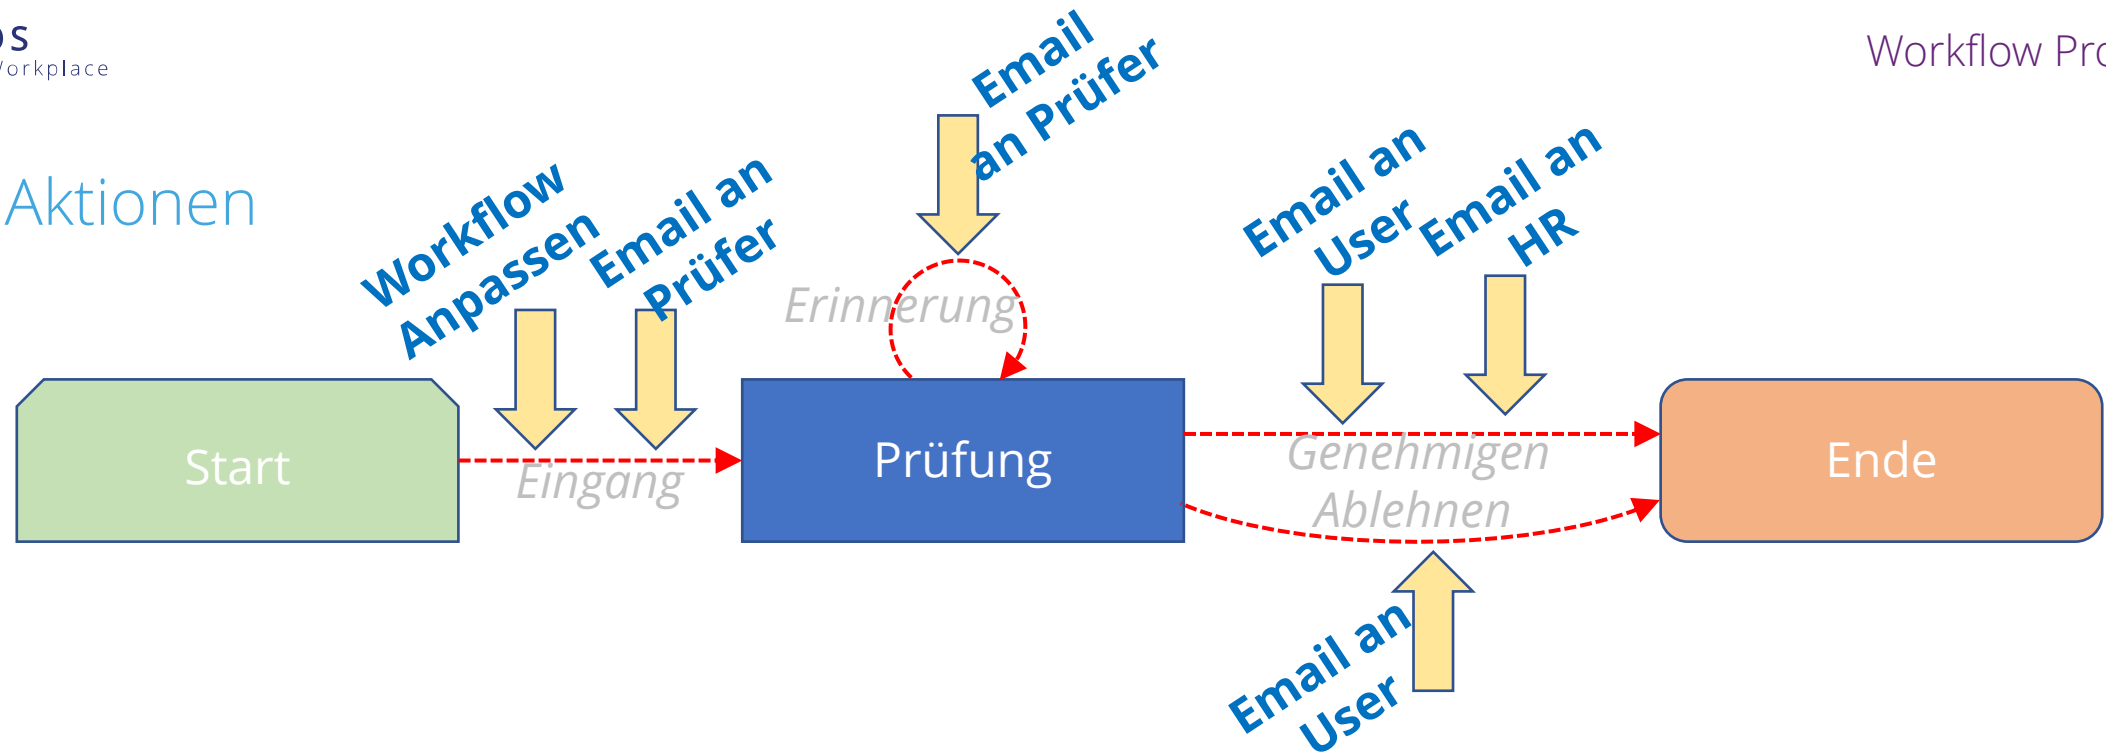 Workplace
Workflow
Aktionen
Workflow
Anpassen
Email an
Prüfer
Email
an Prüfer
Email an
User
Email an
HR
Erinnerung
Start
Eingang
Prüfung
Genehmigen
Ablehnen
Ende
Email an
User